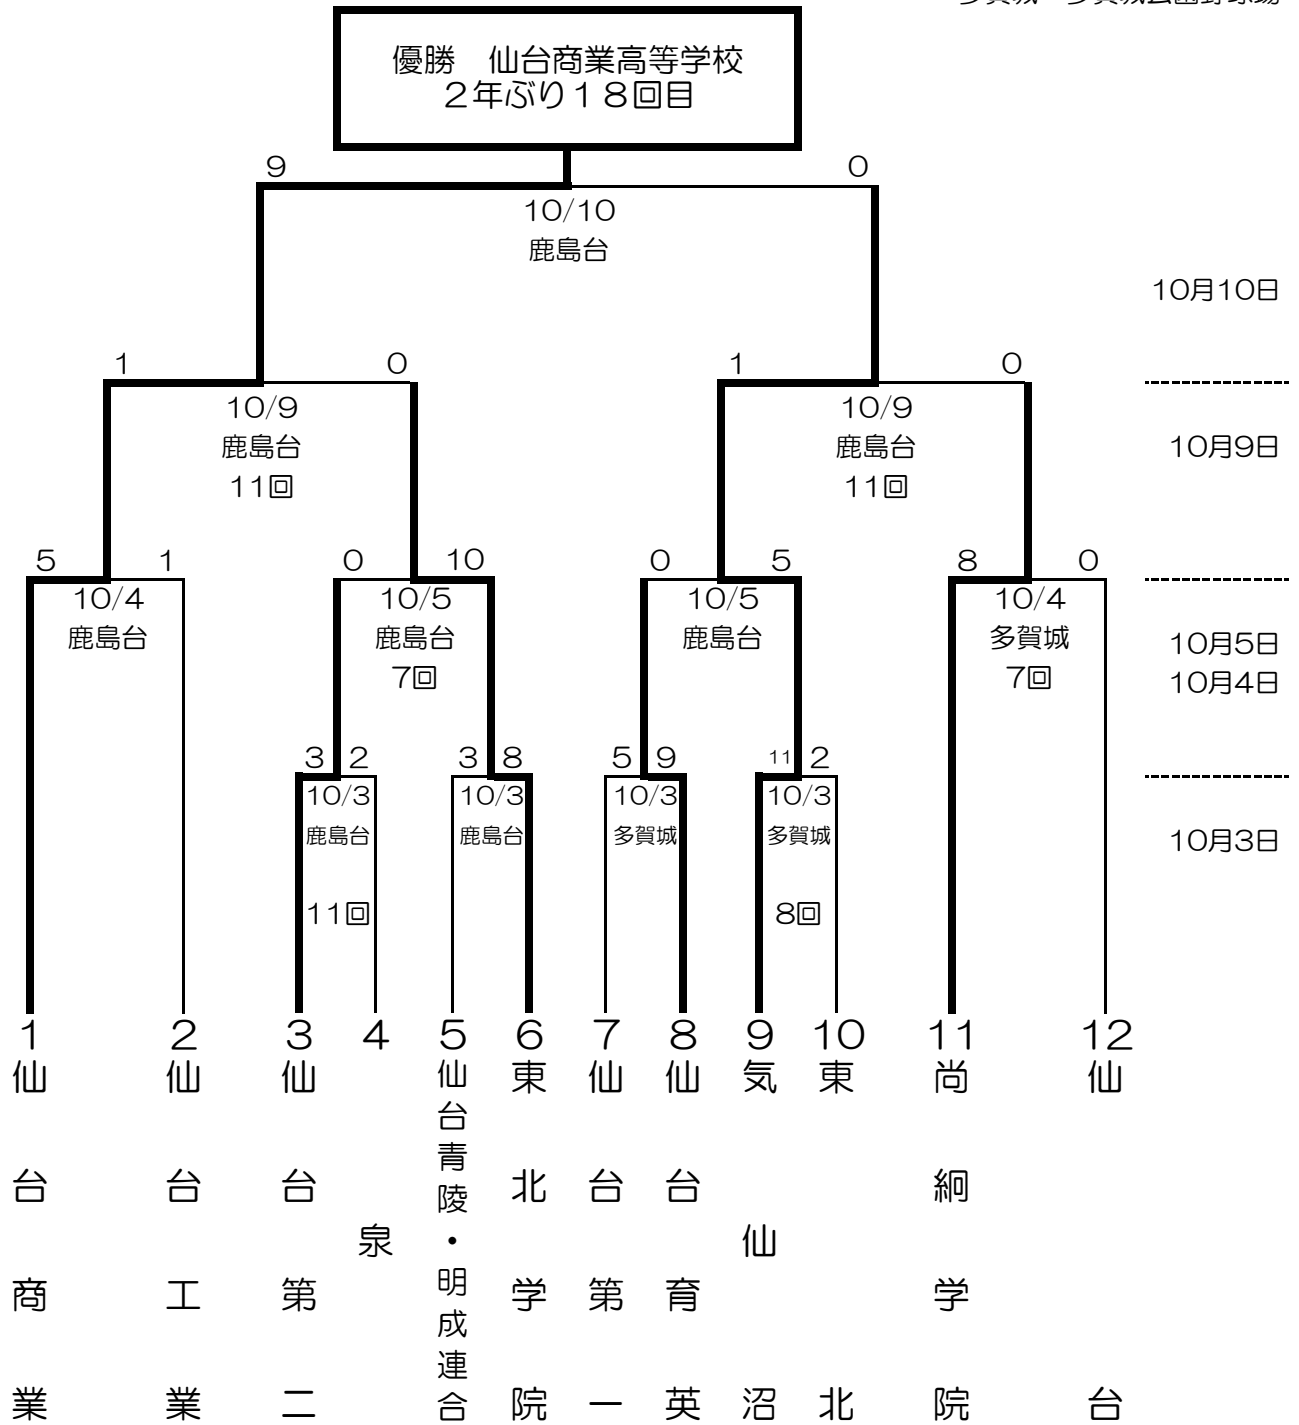 優勝　仙台商業高等学校
２年ぶり１８回目
9
0
10/10
鹿島台
10月10日
1
0
1
0
10/9
鹿島台
11回
10/9
鹿島台
11回
10月9日
5
1
0
10
0
5
8
0
10/4
鹿島台
10/5
鹿島台
7回
10/5
鹿島台
10/4
多賀城
7回
10月5日
10月4日
3
2
3
8
5
9
11
2
10/3
鹿島台
11回
10/3
鹿島台
10/3
多賀城
10/3
多賀城
8回
10月3日
1
仙台商業
2
仙台工業
3
仙台第二
4
泉
5
仙台青陵・明成連合
6
東北学院
7
仙台第一
8
仙台育英
9
気仙沼
10
東北
11
尚絅学院
12
仙台